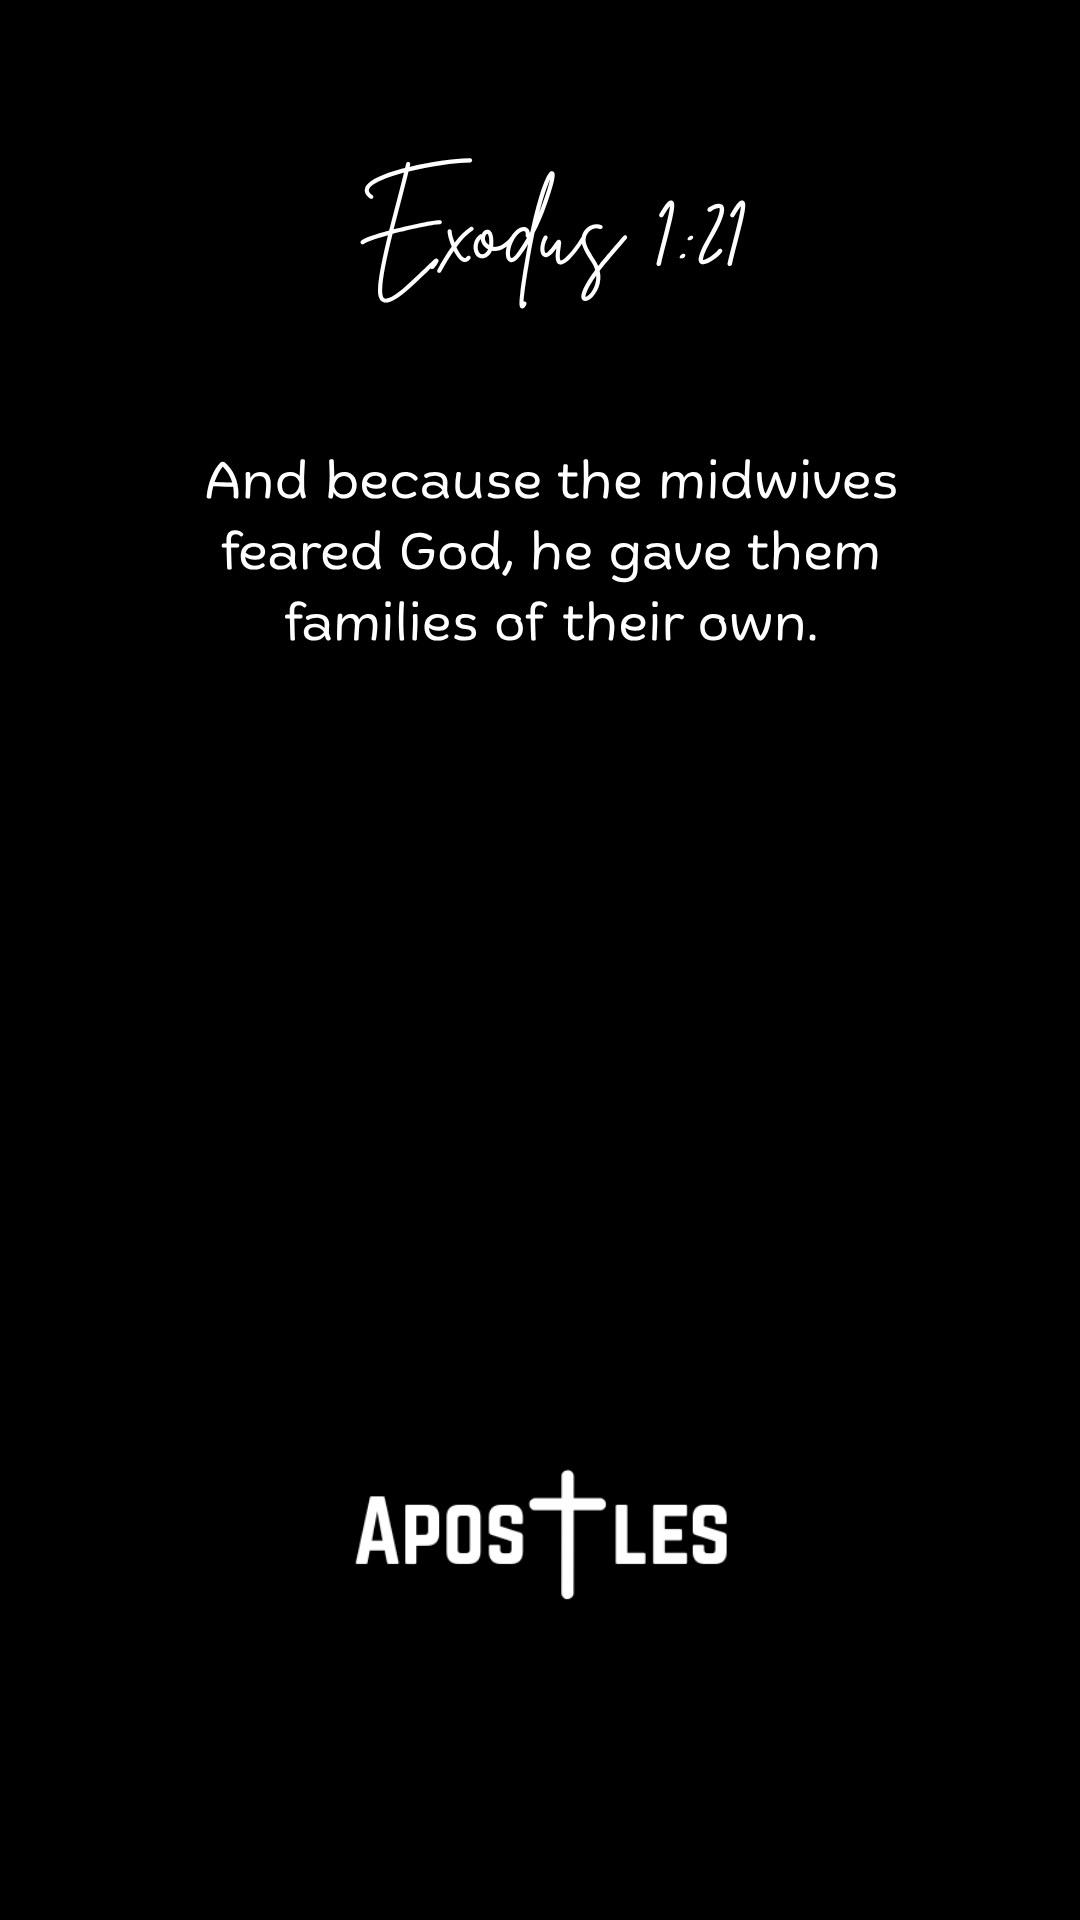 Exodus 1:21
And because the midwives
feared God, he gave them
families of their own.
APOSTLES